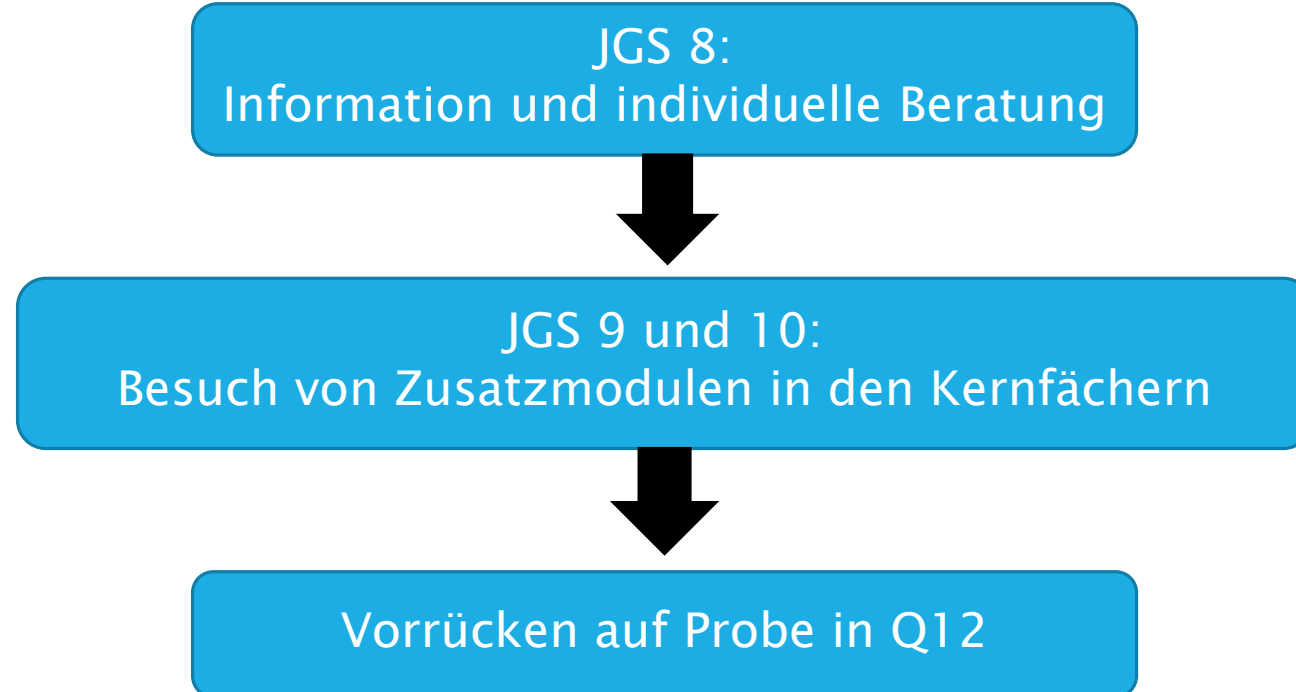 JGS 8:
Information und individuelle Beratung
JGS 9 und 10:
Besuch von Zusatzmodulen in den Kernfächern
Vorrücken auf Probe in Q12